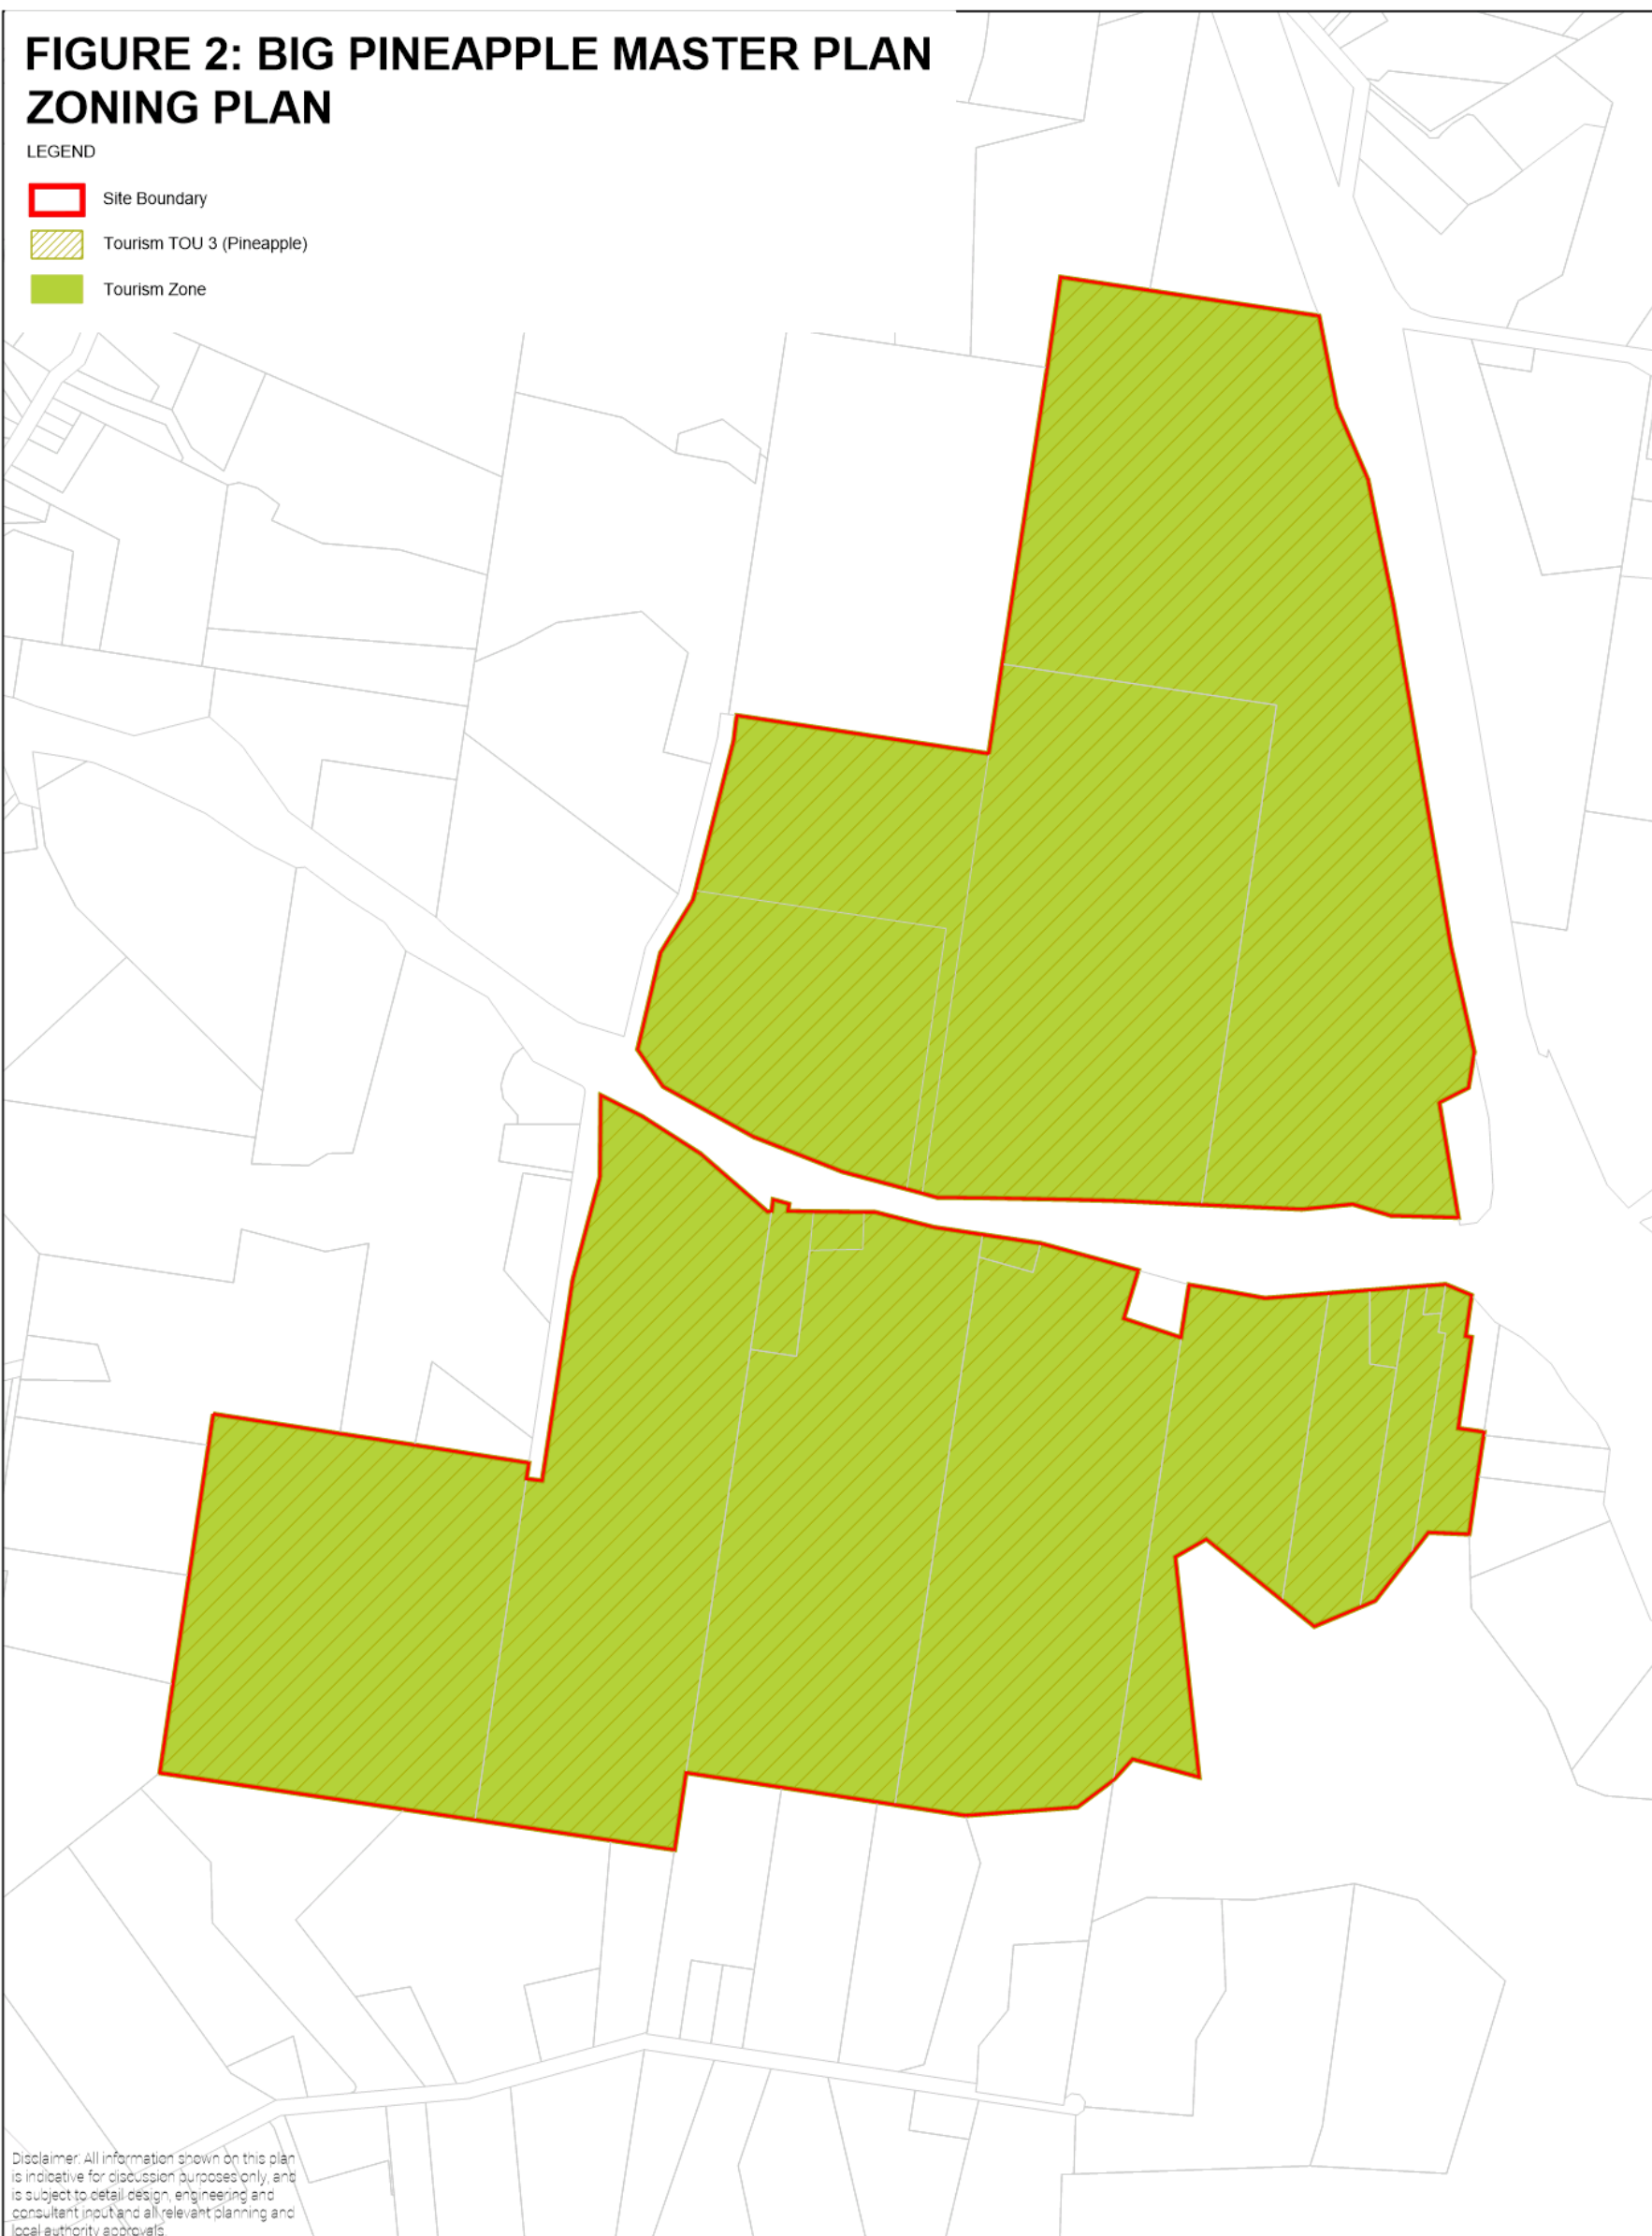 FIGURE 2: BIG PINEAPPLE MASTER PLAN
ZONING PLAN
LEGEND
Site Boundary
Tourism TOU 3 (Pineapple)
Tourism Zone
Disclaimer: All information shown on this plan
is indicative for discussion purposes only, and
is subject to detail design, engineering and
consultant input and all relevant planning and
local authority approvals.